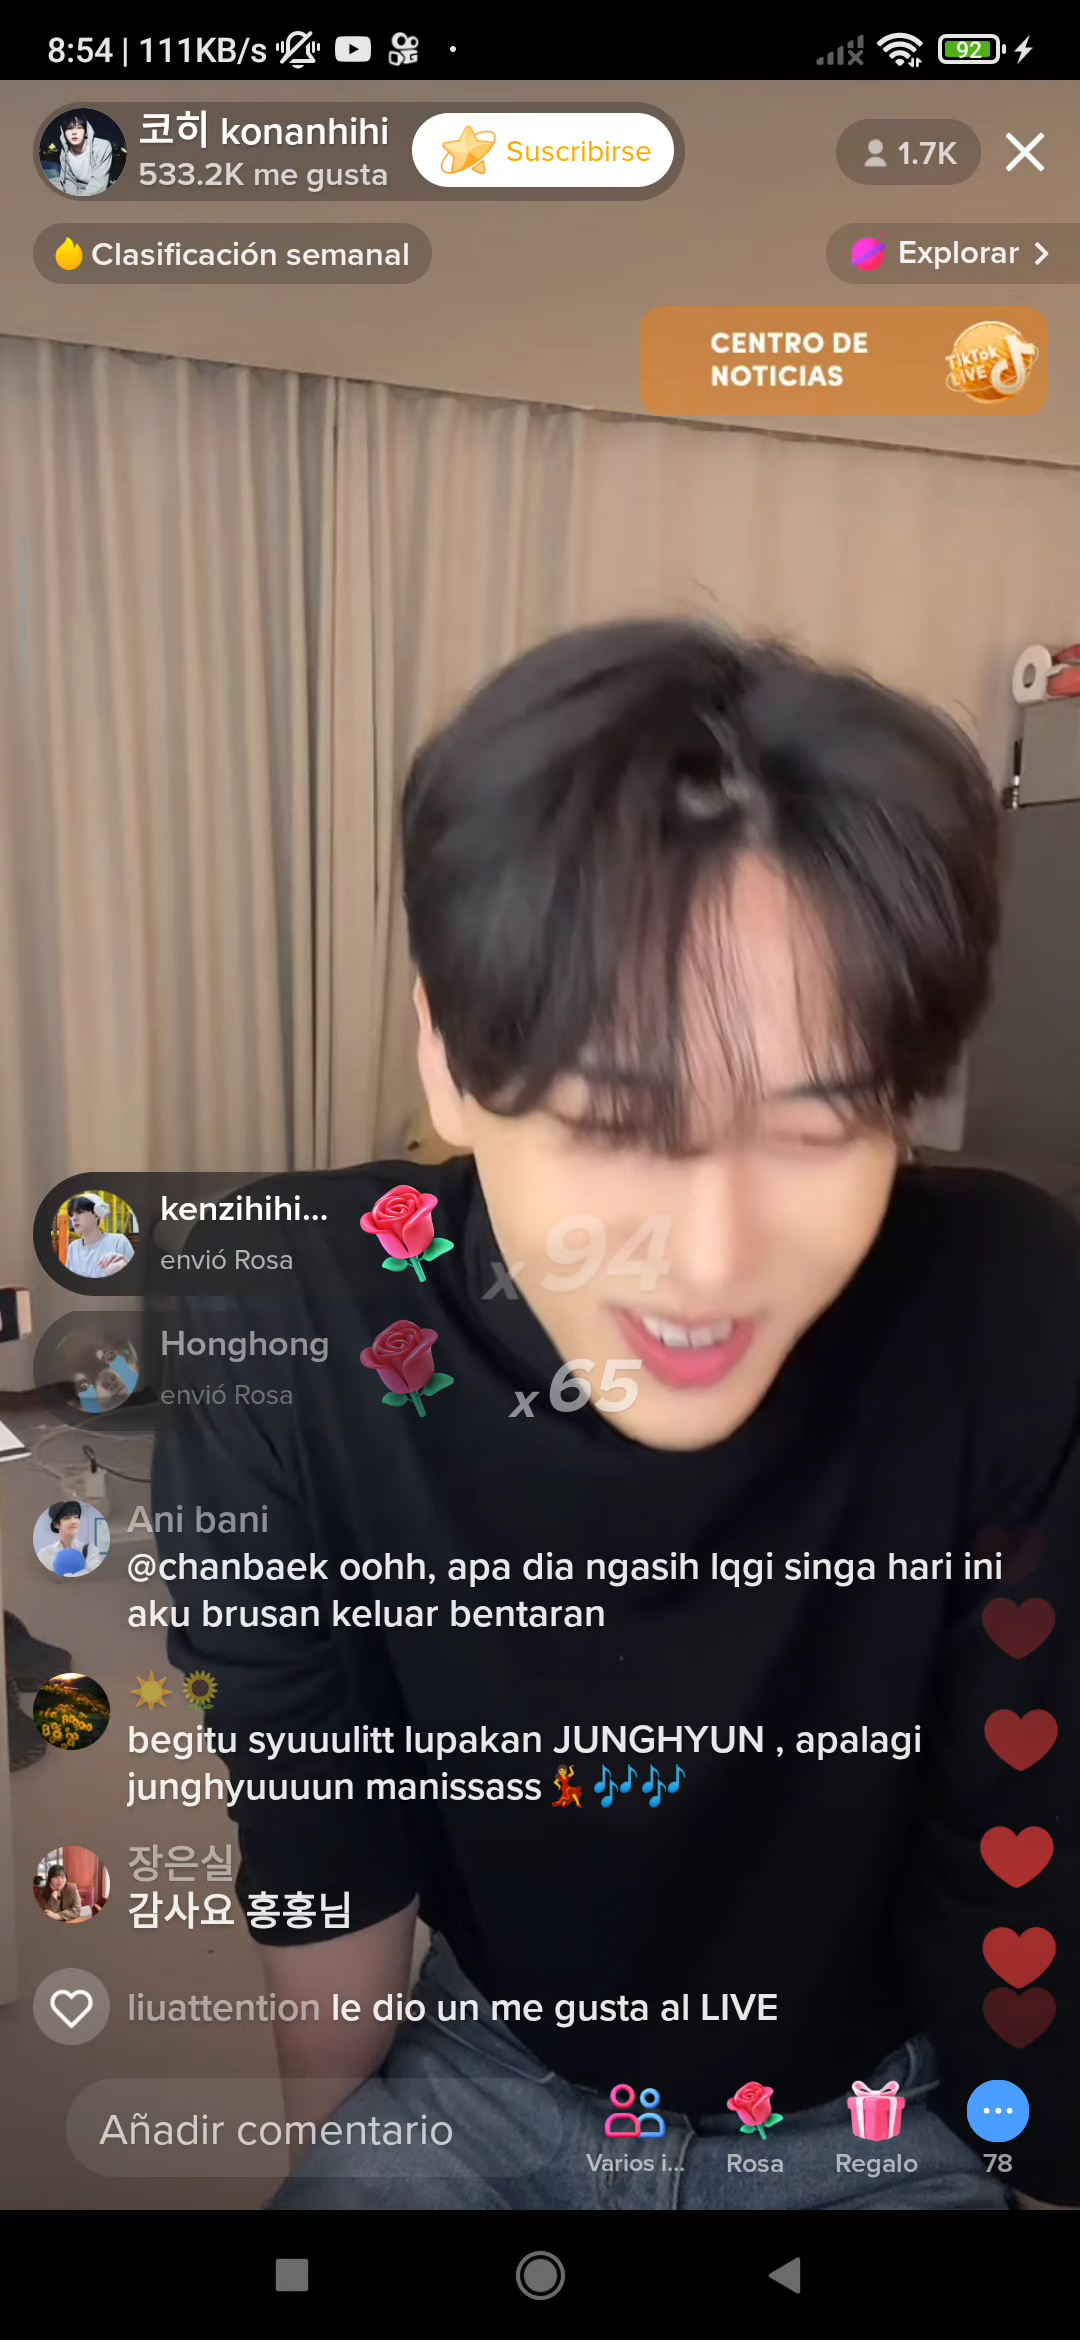 8:54 | 111KB/s
92
코히 konanhihi
533.2K me gusta
Suscribirse
1.7K
Clasificación semanal
Explorar
CENTRO DE
NOTICIAS
TikTok
LIVE
kenzihihi...
envió Rosa
x 94
Honghong
envió Rosa
x 65
Ani bani
@chanbaek oohh, apa dia ngasih lqgi singa hari ini
aku brusan keluar bentaran
☀️🌻
begitu syuuulitt lupakan JUNGHYUN , apalagi
junghyuuuun manissass💃🎶🎶
장은실
감사요 홍홍님
liuattention le dio un me gusta al LIVE
Añadir comentario
Varios i...
Rosa
Regalo
78